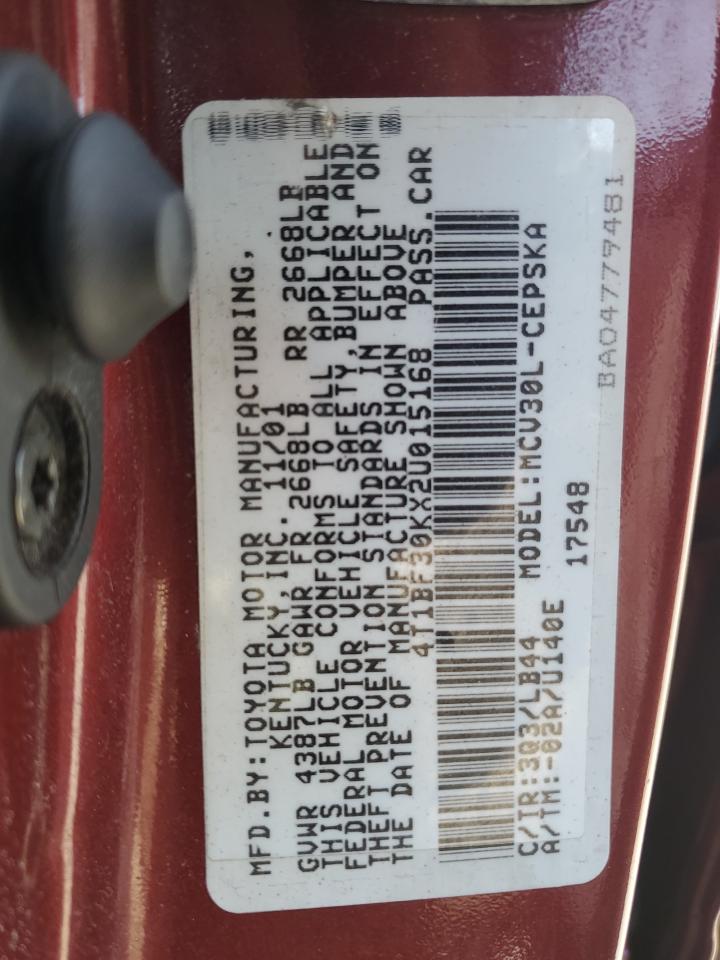 MFD.BY:TOYOTA MOTOR MANUFACTURING,
KENTUCKY,INC. 11/01
GVWR 4387LB GAWR FR 2668LB RR 2668LB
THIS VEHICLE CONFORMS TO ALL APPLICABLE
FEDERAL MOTOR VEHICLE SAFETY,BUMPER AND
THEFT PREVENTION STANDARDS IN EFFECT ON
THE DATE OF MANUFACTURE SHOWN ABOVE
4T1BF30KX2U015168 PASS.CAR
C/IR:3Q3/LB44 MODEL:MCV30L-CEPSKA
A/TM:-02A/U140E 17548
BA04779481